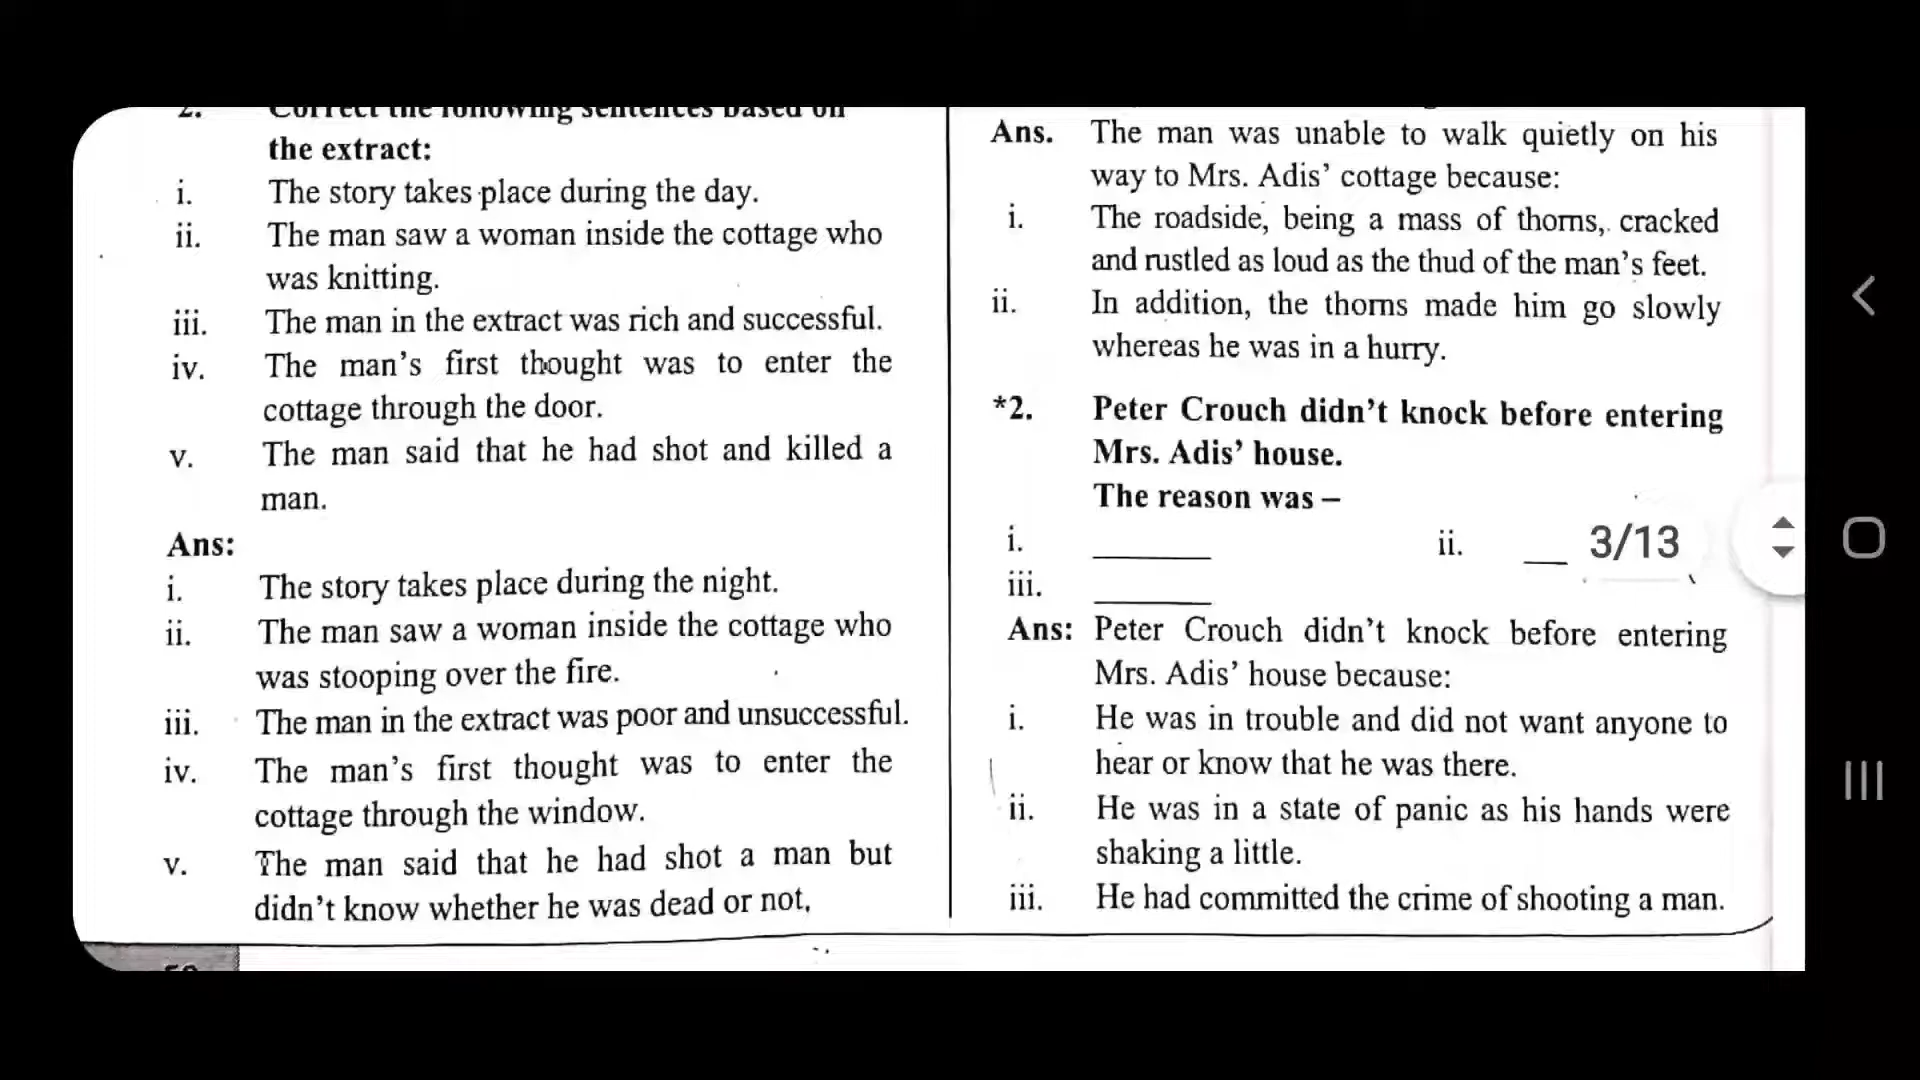 2. Correct the following sentences based on
the extract:
i. The story takes place during the day.
ii. The man saw a woman inside the cottage who
was knitting.
iii. The man in the extract was rich and successful.
iv. The man's first thought was to enter the
cottage through the door.
v. The man said that he had shot and killed a
man.
Ans:
i. The story takes place during the night.
ii. The man saw a woman inside the cottage who
was stooping over the fire.
iii. The man in the extract was poor and unsuccessful.
iv. The man's first thought was to enter the
cottage through the window.
v. The man said that he had shot a man but
didn't know whether he was dead or not.
Ans. The man was unable to walk quietly on his
way to Mrs. Adis' cottage because:
i. The roadside, being a mass of thorns, cracked
and rustled as loud as the thud of the man's feet.
ii. In addition, the thorns made him go slowly
whereas he was in a hurry.
*2. Peter Crouch didn't knock before entering
Mrs. Adis' house.
The reason was –
i. ______ ii. __ 3/13
iii. ______
Ans: Peter Crouch didn't knock before entering
Mrs. Adis' house because:
i. He was in trouble and did not want anyone to
hear or know that he was there.
ii. He was in a state of panic as his hands were
shaking a little.
iii. He had committed the crime of shooting a man.